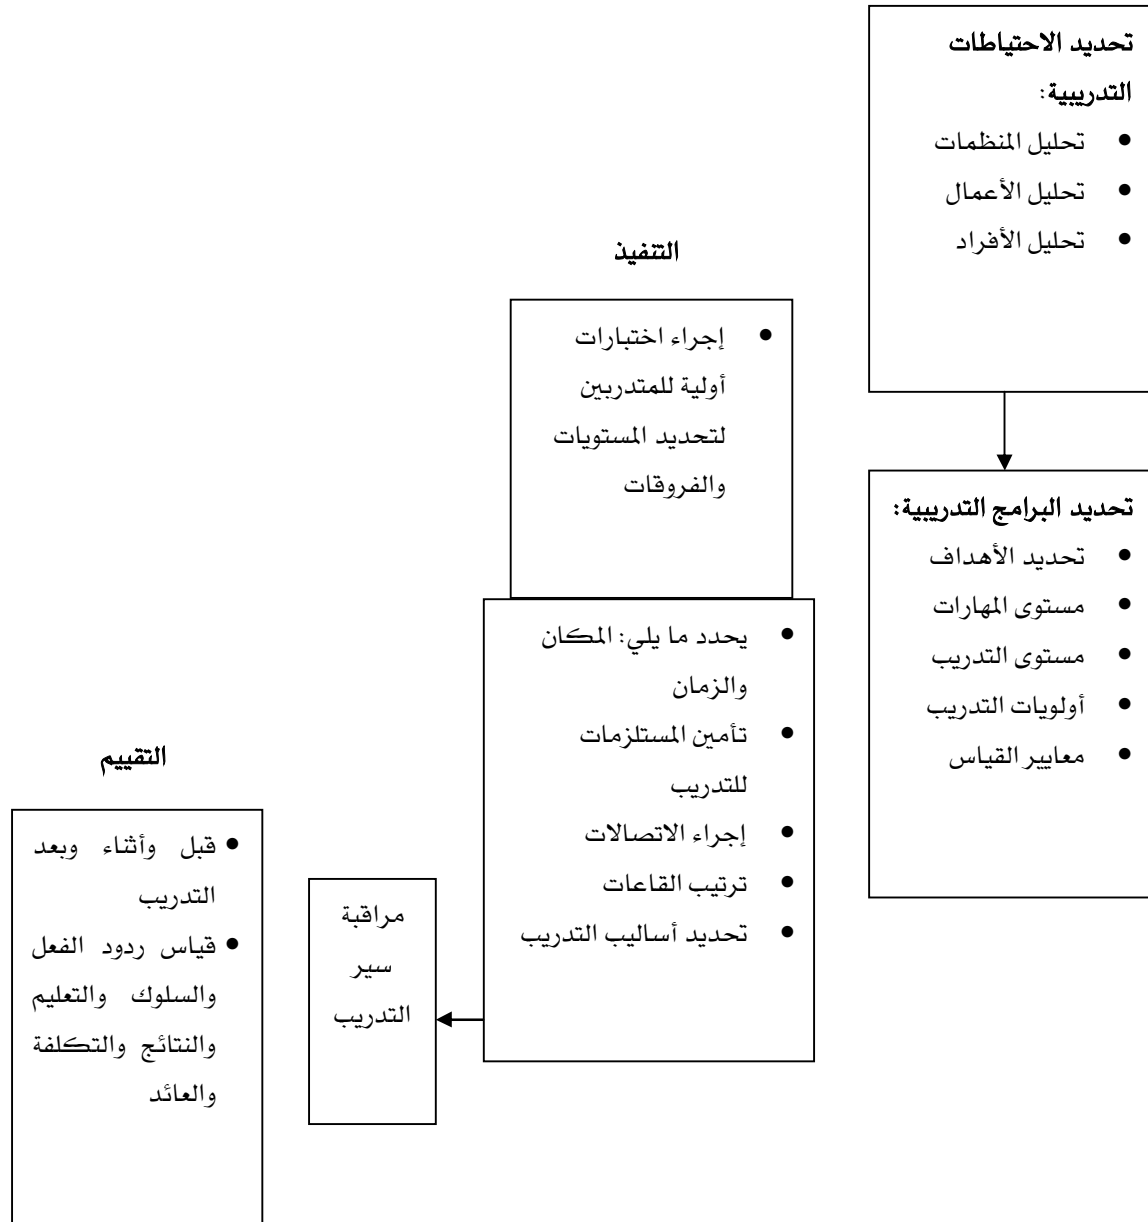 تحديد الاحتياطات
التدريبية:
• تحليل المنظمات
• تحليل الأعمال
• تحليل الأفراد
تحديد البرامج التدريبية:
• تحديد الأهداف
• مستوى المهارات
• مستوى التدريب
• أولويات التدريب
• معايير القياس
التنفيذ
• إجراء اختبارات
أولية للمتدربين
لتحديد المستويات
والفروقات
• يحدد ما يلي: المكان
والزمان
• تأمين المستلزمات
للتدريب
• إجراء الاتصالات
• ترتيب القاعات
• تحديد أساليب التدريب
مراقبة
سير
التدريب
التقييم
• قبل وأثناء وبعد
التدريب
• قياس ردود الفعل
والسلوك والتعليم
والنتائج والتكلفة
والعائد